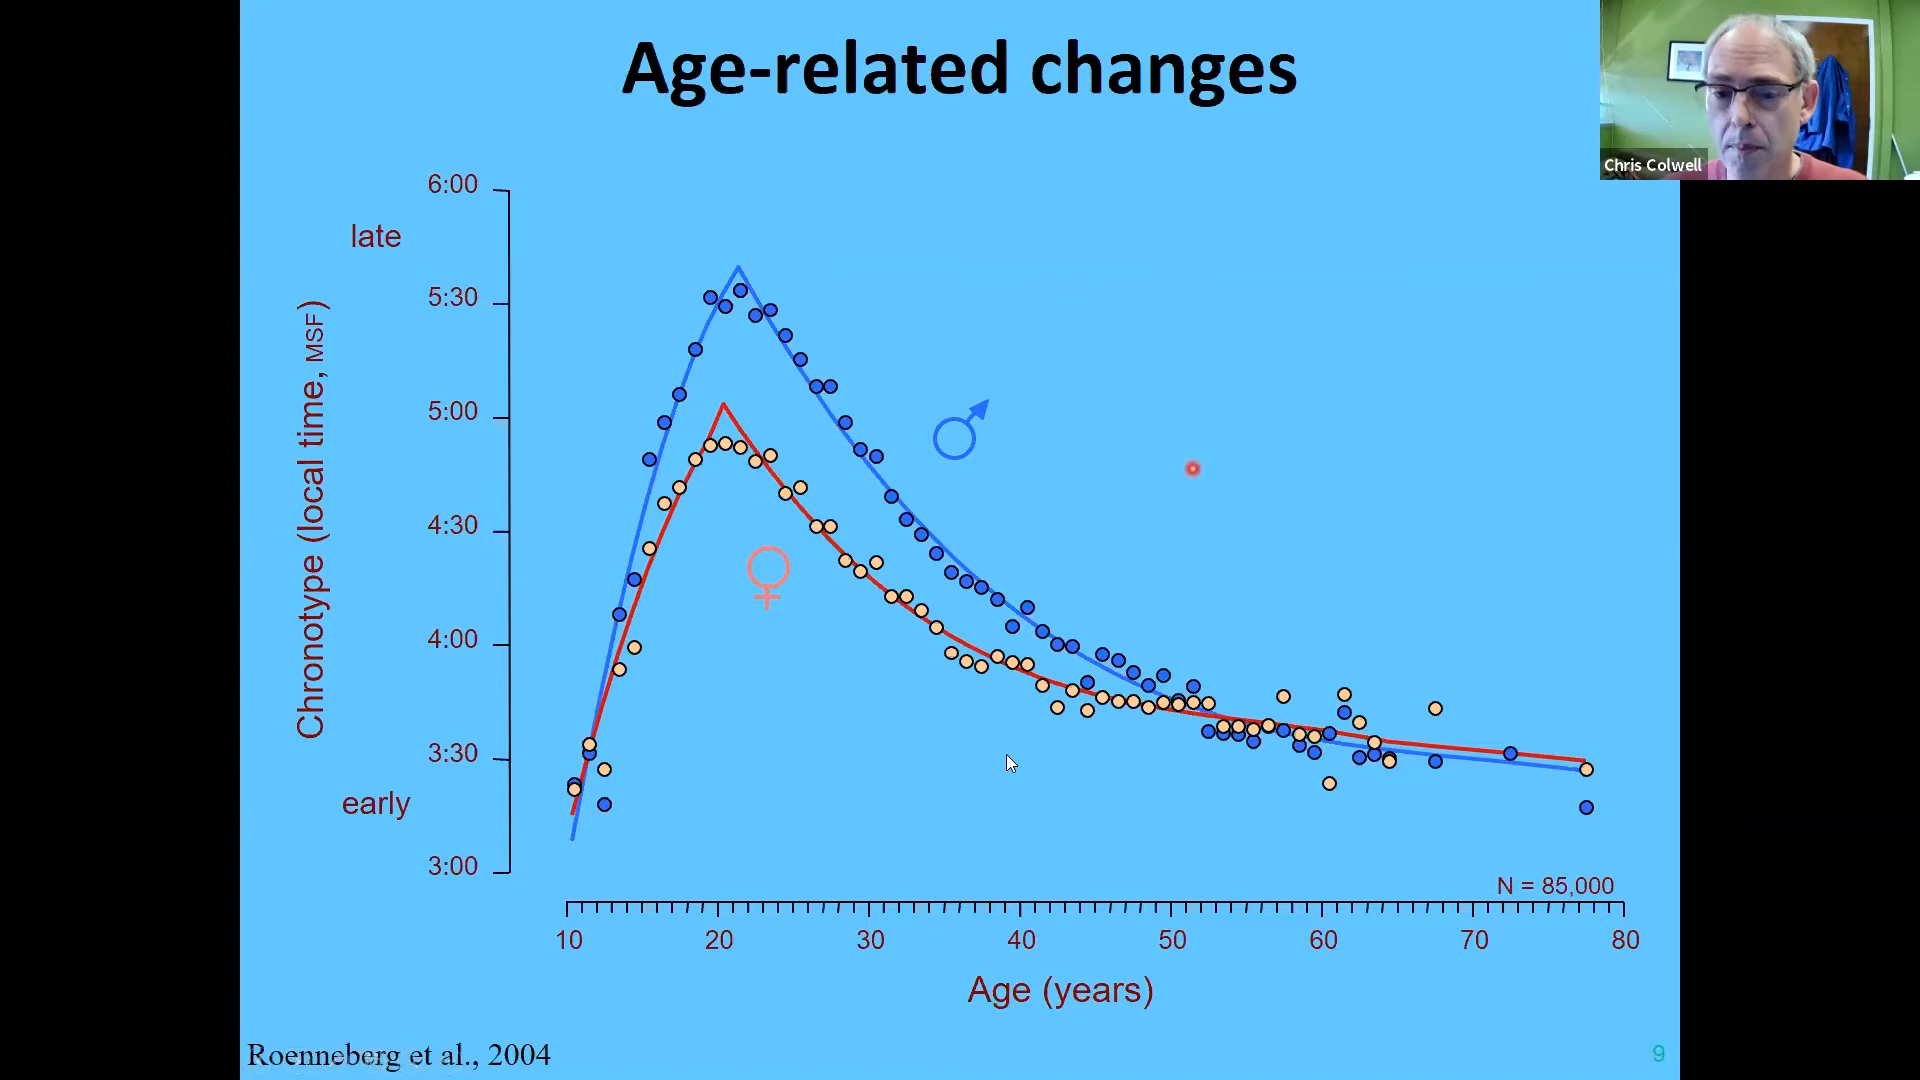 Age-related changes
Chris Colwell
6:00
late
5:30
5:00
4:30
4:00
3:30
early
3:00
Chronotype (local time, MSF)
N = 85,000
10 20 30 40 50 60 70 80
Age (years)
Roenneberg et al., 2004
9